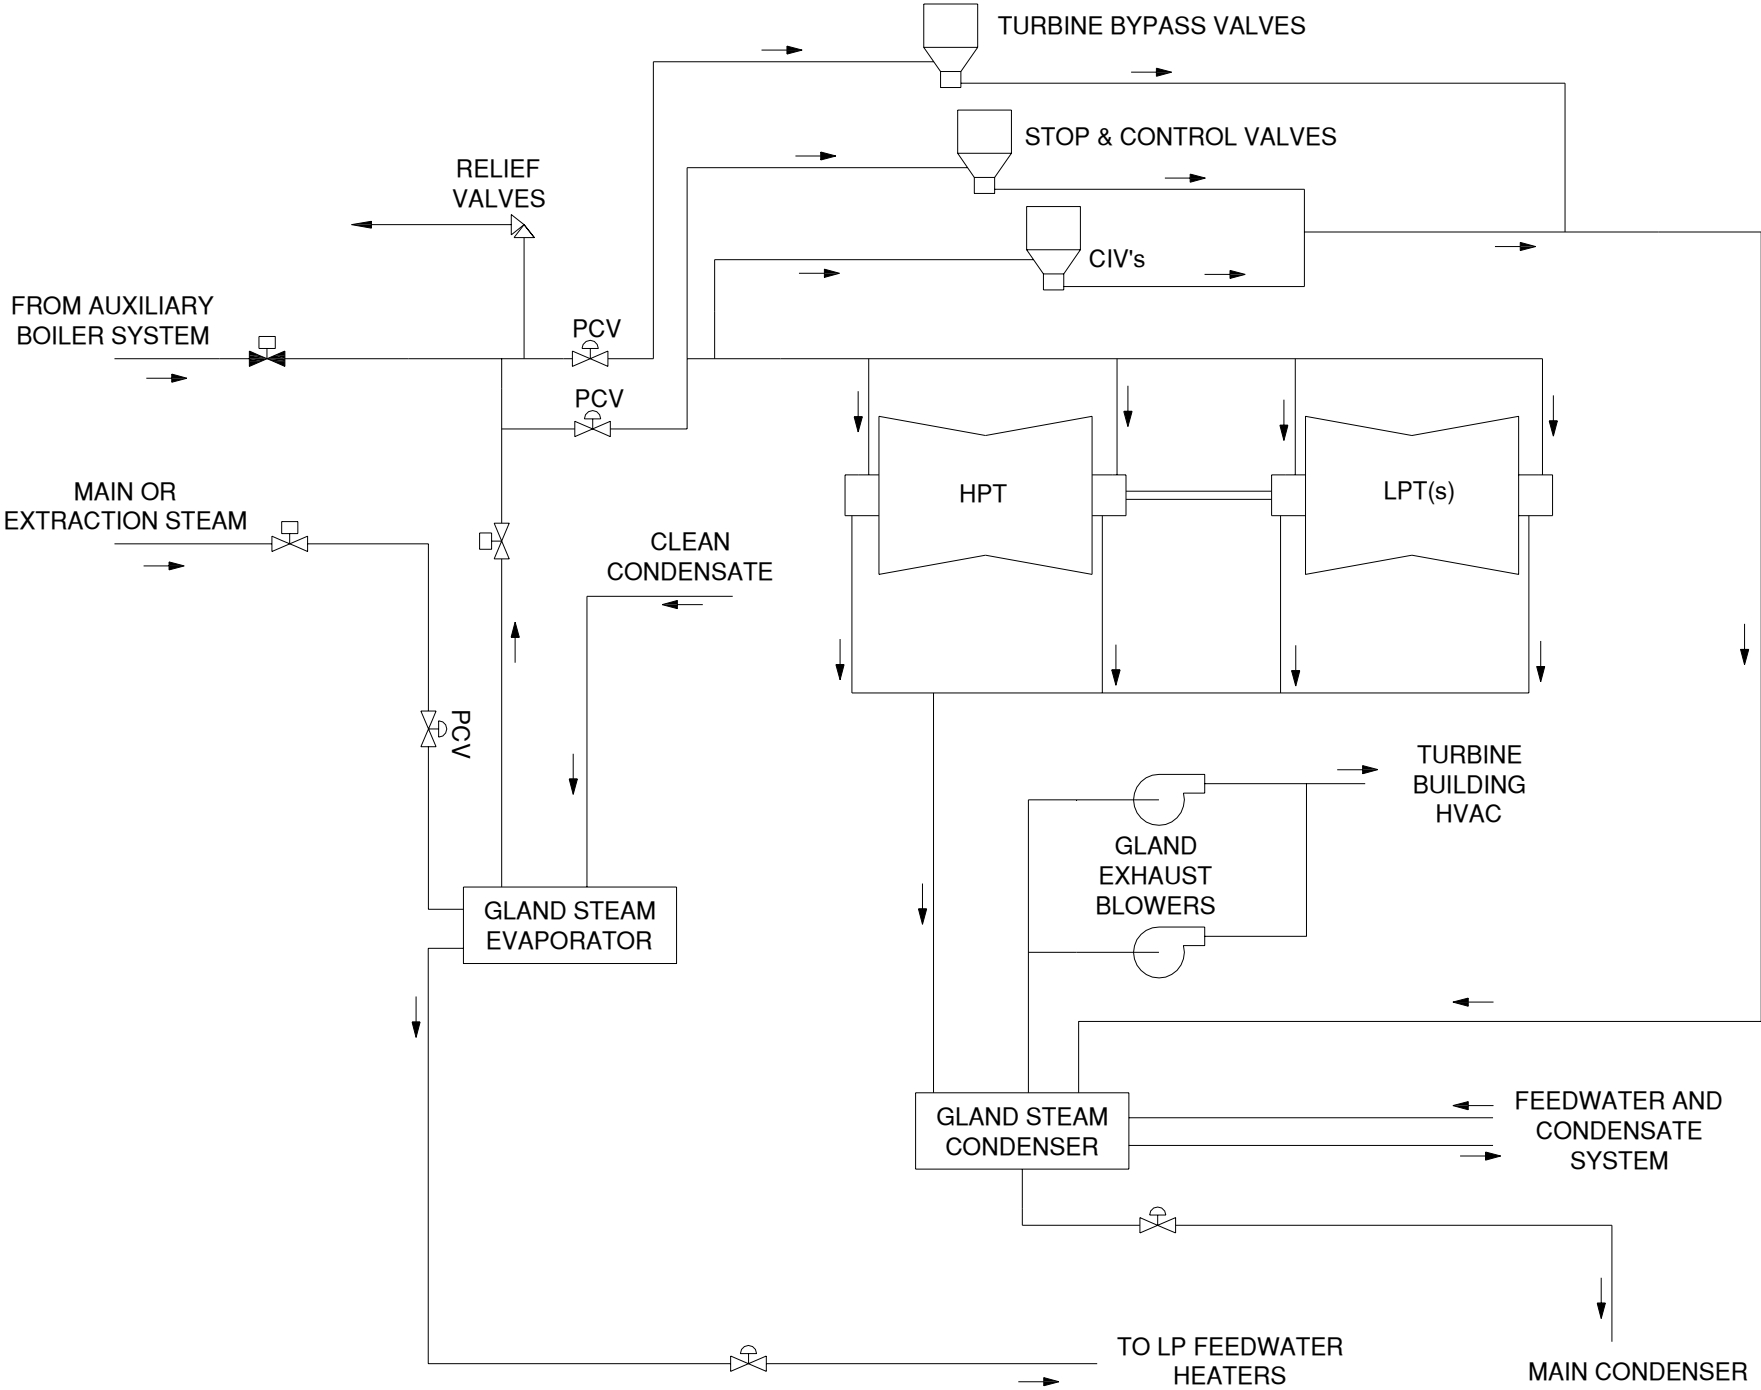 TURBINE BYPASS VALVES
STOP & CONTROL VALVES
RELIEF
VALVES
CIV's
FROM AUXILIARY
BOILER SYSTEM
PCV
PCV
MAIN OR
EXTRACTION STEAM
HPT
LPT(s)
CLEAN
CONDENSATE
PCV
TURBINE
BUILDING
HVAC
GLAND
EXHAUST
BLOWERS
GLAND STEAM
EVAPORATOR
GLAND STEAM
CONDENSER
FEEDWATER AND
CONDENSATE
SYSTEM
TO LP FEEDWATER
HEATERS
MAIN CONDENSER